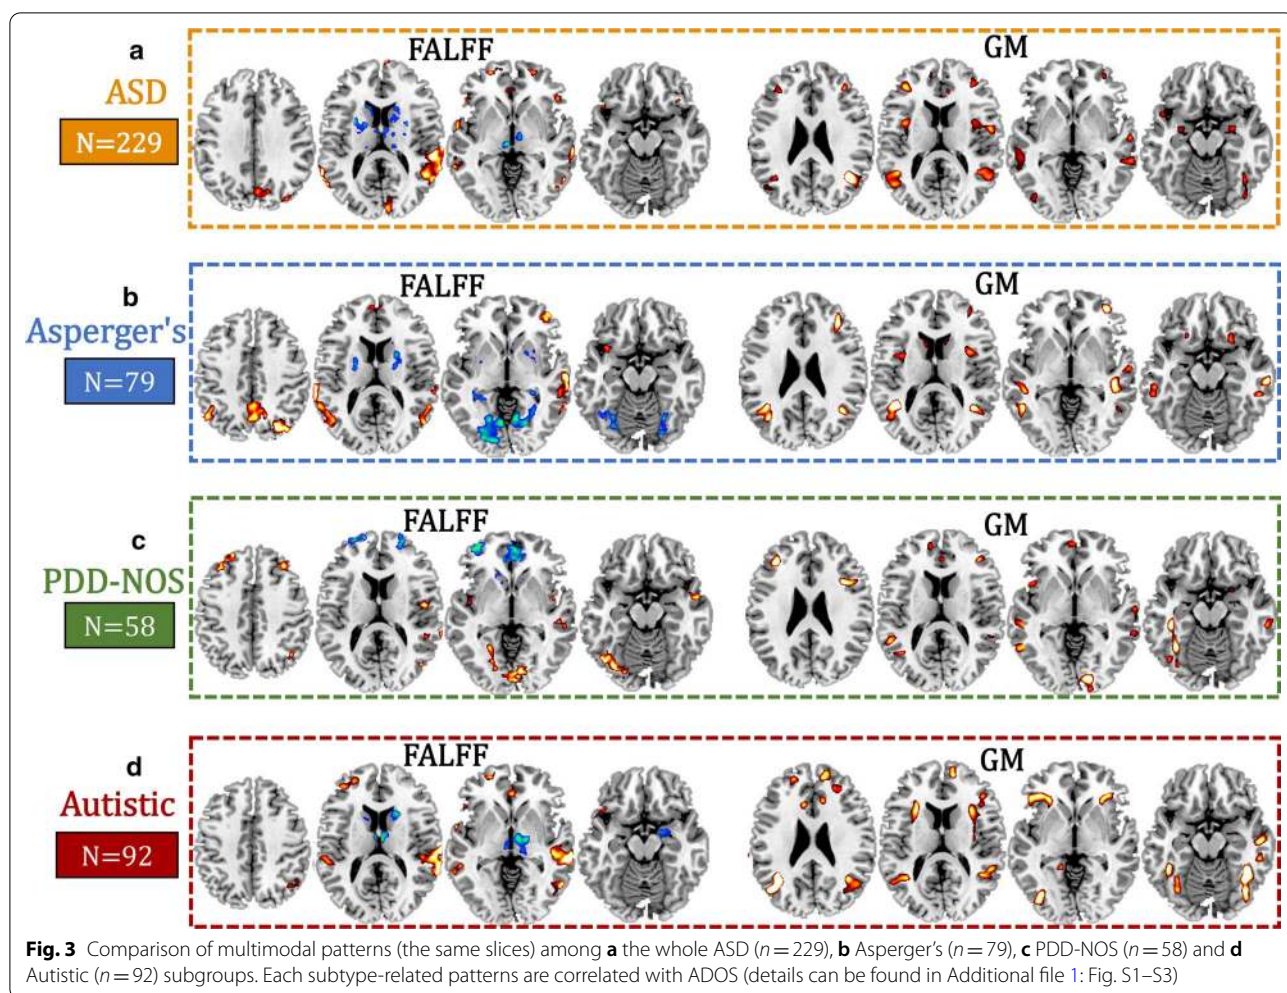 a
FALFF
GM
ASD
N=229
b
FALFF
GM
Asperger's
N=79
c
FALFF
GM
PDD-NOS
N=58
d
FALFF
GM
Autistic
N=92
Fig. 3 Comparison of multimodal patterns (the same slices) among a the whole ASD (n = 229), b Asperger's (n = 79), c PDD-NOS (n = 58) and d
Autistic (n = 92) subgroups. Each subtype-related patterns are correlated with ADOS (details can be found in Additional file 1: Fig. S1–S3)